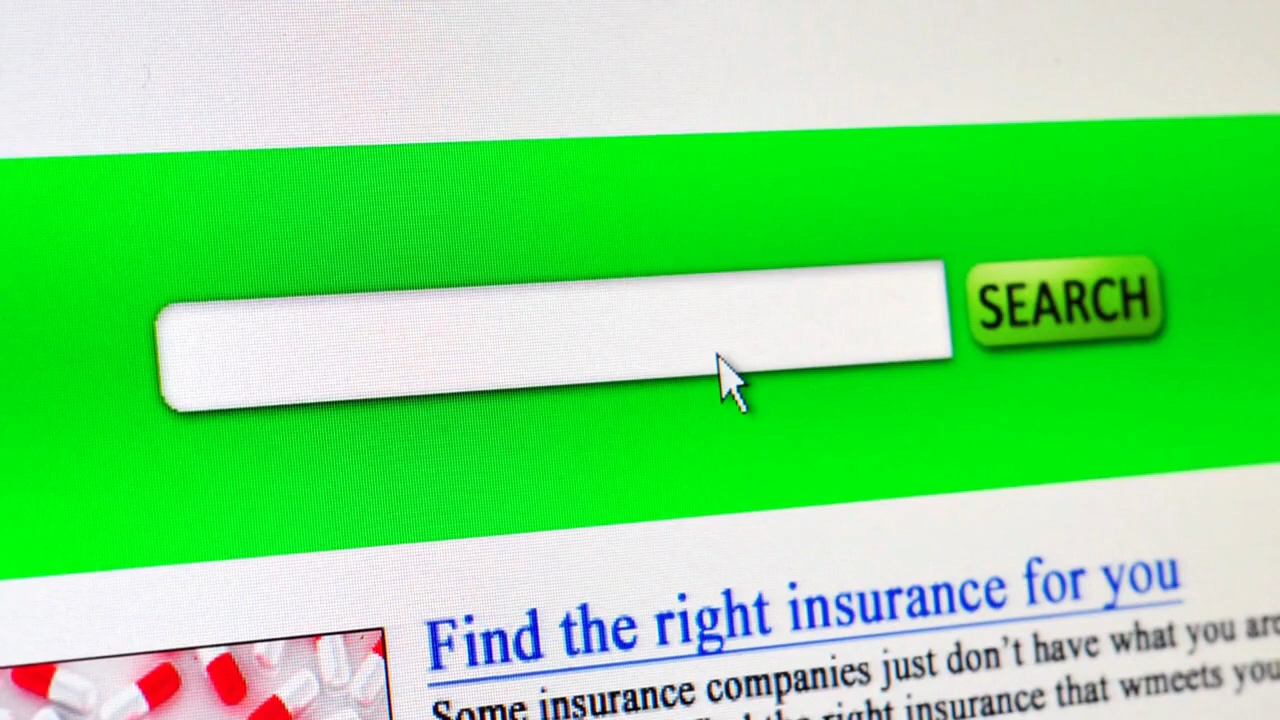 SEARCH
Find the right insurance for you
Some insurance companies just don't have what you are
the right insurance that wmeets you